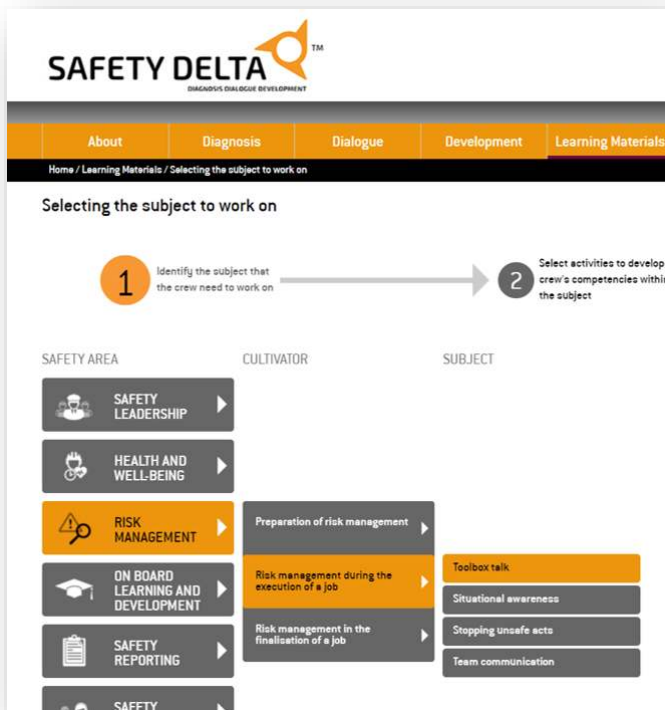 SAFETY DELTA
TM
DIAGNOSIS DIALOGUE DEVELOPMENT
About Diagnosis Dialogue Development Learning Materials
Home / Learning Materials / Selecting the subject to work on
Selecting the subject to work on
1
Identify the subject that
the crew need to work on
2
Select activities to develop
crew's competencies within
the subject
SAFETY AREA CULTIVATOR SUBJECT
SAFETY
LEADERSHIP
HEALTH AND
WELL-BEING
RISK
MANAGEMENT
ON BOARD
LEARNING AND
DEVELOPMENT
SAFETY
REPORTING
SAFETY
Preparation of risk management
Risk management during the
execution of a job
Risk management in the
finalisation of a job
Toolbox talk
Situational awareness
Stopping unsafe acts
Team communication